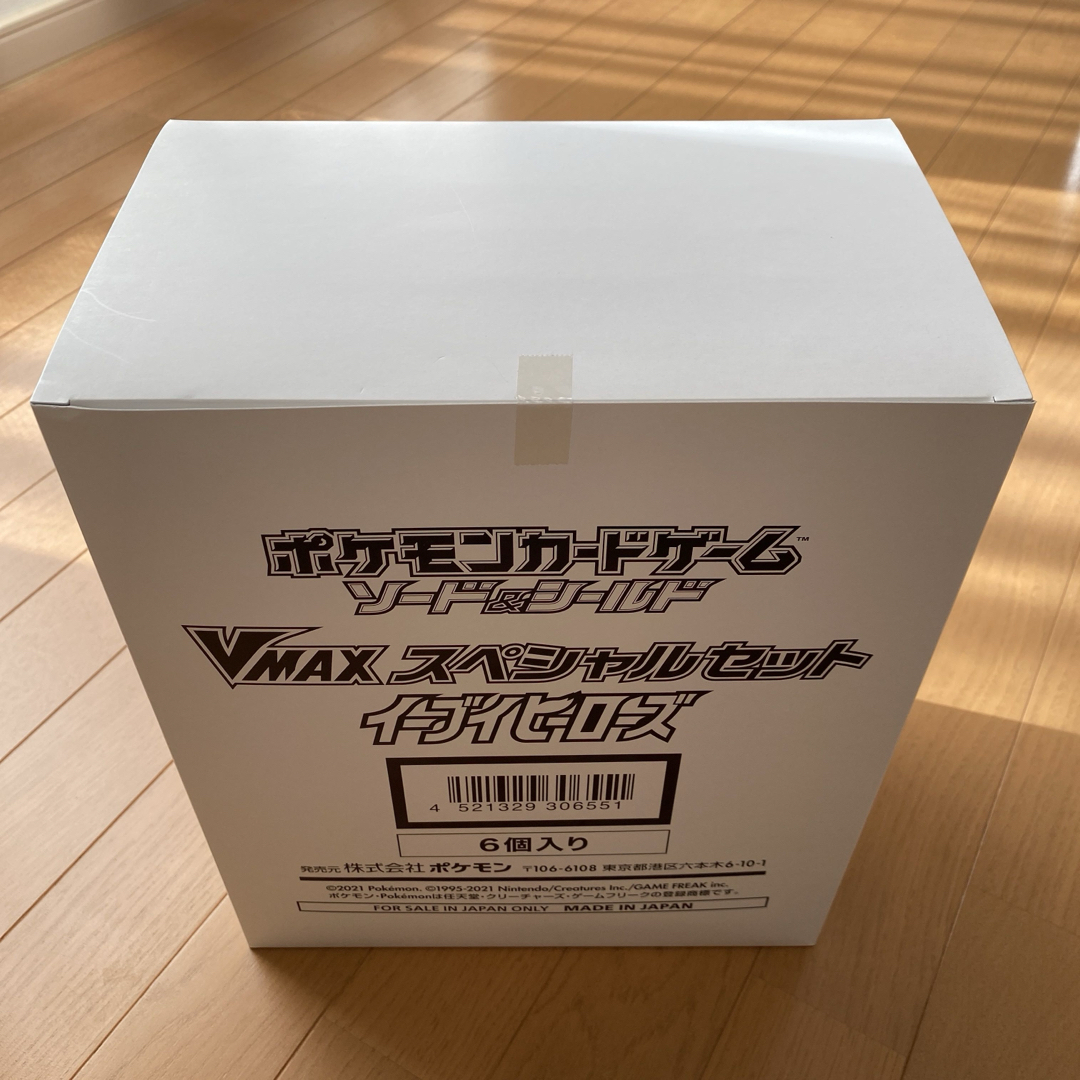 ポケモンカードゲーム™
ソード&シールド
VMAX スペシャルセット
イーブイヒーローズ
4 521329 306551
6個入り
発売元 株式会社 ポケモン 〒106-6108 東京都港区六本木6-10-1
©2021 Pokémon. ©1995-2021 Nintendo/Creatures Inc./GAME FREAK inc.
ポケモン・Pokémonは任天堂・クリーチャーズ・ゲームフリークの登録商標です。
FOR SALE IN JAPAN ONLY MADE IN JAPAN